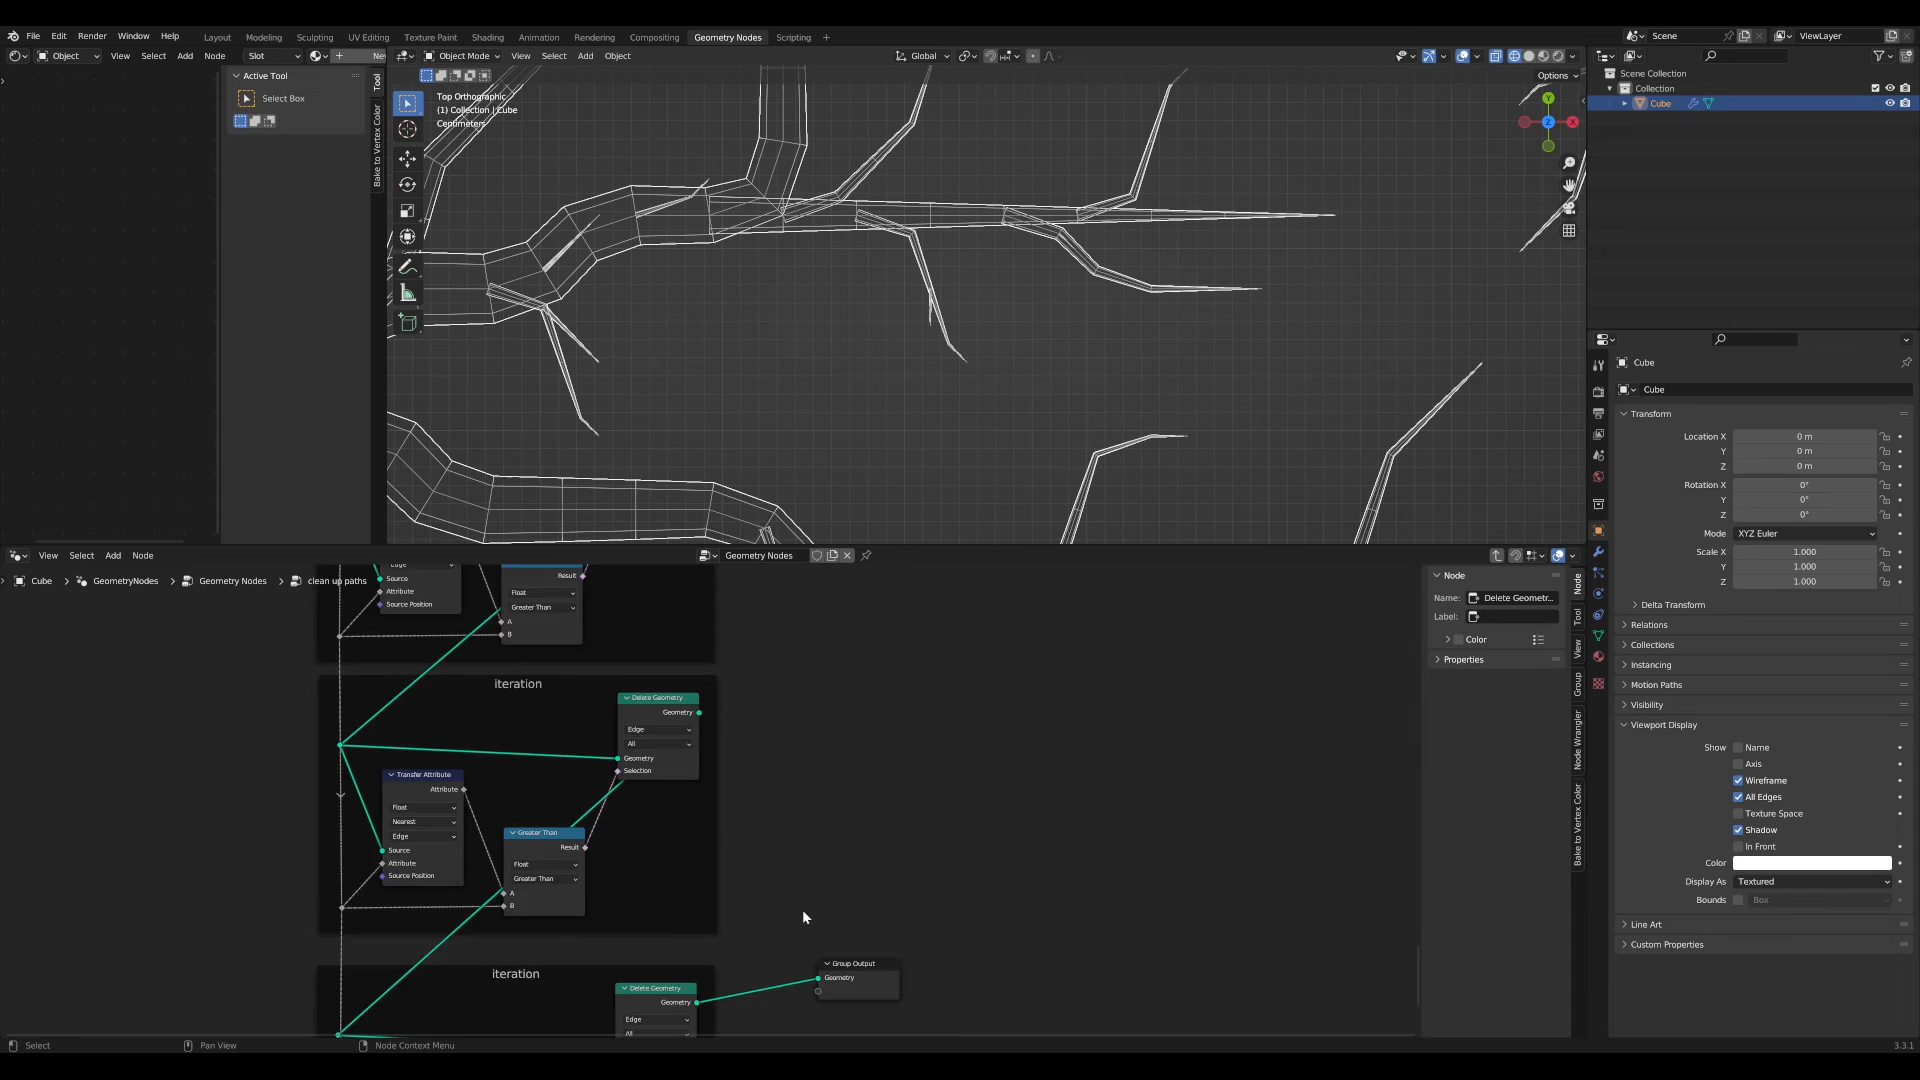 File Edit Render Window Help Layout Modeling Sculpting UV Editing Texture Paint Shading Animation Rendering Compositing Geometry Nodes Scripting + Scene ViewLayer
Object View Select Add Node Slot Ne
Object Mode View Select Add Object Global
Active Tool
Select Box
Tool
Bake to Vertex Color
Top Orthographic
(1) Collection | Cube
Centimeters
Options
Y
X
Z
Scene Collection
Collection
Cube
View Select Add Node Geometry Nodes
Cube > GeometryNodes > Geometry Nodes > clean up paths
Source
Attribute
Source Position
Result
Float
Greater Than
A
B
iteration
Delete Geometry
Geometry
Edge
All
Geometry
Selection
Transfer Attribute
Attribute
Float
Nearest
Edge
Source
Attribute
Source Position
Greater Than
Result
Float
Greater Than
A
B
iteration
Delete Geometry
Geometry
Edge
All
Group Output
Geometry
Node
Name: Delete Geometr...
Label:
Color
Properties
Node
Tool
View
Group
Node Wrangler
Bake to Vertex Color
Cube
Cube
Transform
Location X 0 m
Y 0 m
Z 0 m
Rotation X 0°
Y 0°
Z 0°
Mode XYZ Euler
Scale X 1.000
Y 1.000
Z 1.000
Delta Transform
Relations
Collections
Instancing
Motion Paths
Visibility
Viewport Display
Show Name
Axis
Wireframe
All Edges
Texture Space
Shadow
In Front
Color
Display As Textured
Bounds Box
Line Art
Custom Properties
Select Pan View Node Context Menu 3.3.1